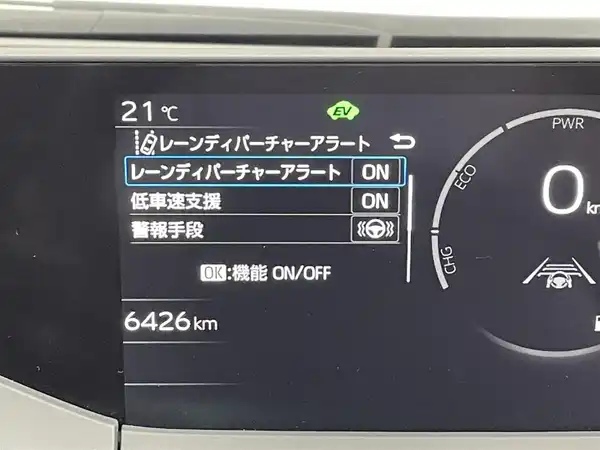 21℃
EV
レーンディパーチャーアラート
レーンディパーチャーアラート ON
低車速支援 ON
警報手段
OK:機能 ON/OFF
6426 km
PWR
ECO
CHG
0